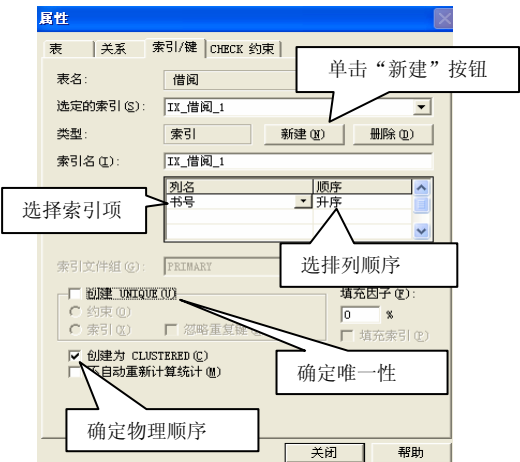 属性
表 关系 索引/键 CHECK 约束
单击“新建”按钮
表名: 借阅
选定的索引(S): IX_借阅_1
类型: 索引 新建(N) 删除(D)
索引名(I): IX_借阅_1
选择索引项
列名 顺序
书号 升序
选排列顺序
索引文件组(G): PRIMARY
创建 UNIQUE(U) 填充因子(F):
约束(O) 0 %
索引(X) 忽略重复键 填充索引(P)
确定唯一性
创建为 CLUSTERED(C)
不自动重新计算统计(M)
确定物理顺序
关闭 帮助